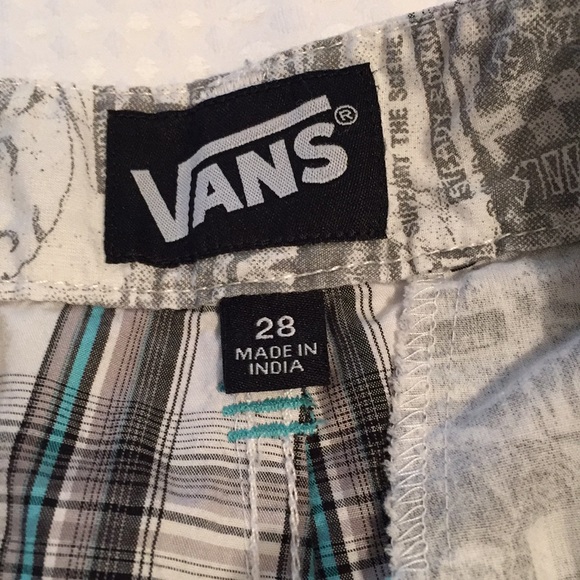 VANS®
SUPPORT THE SCENE
28
MADE IN
INDIA